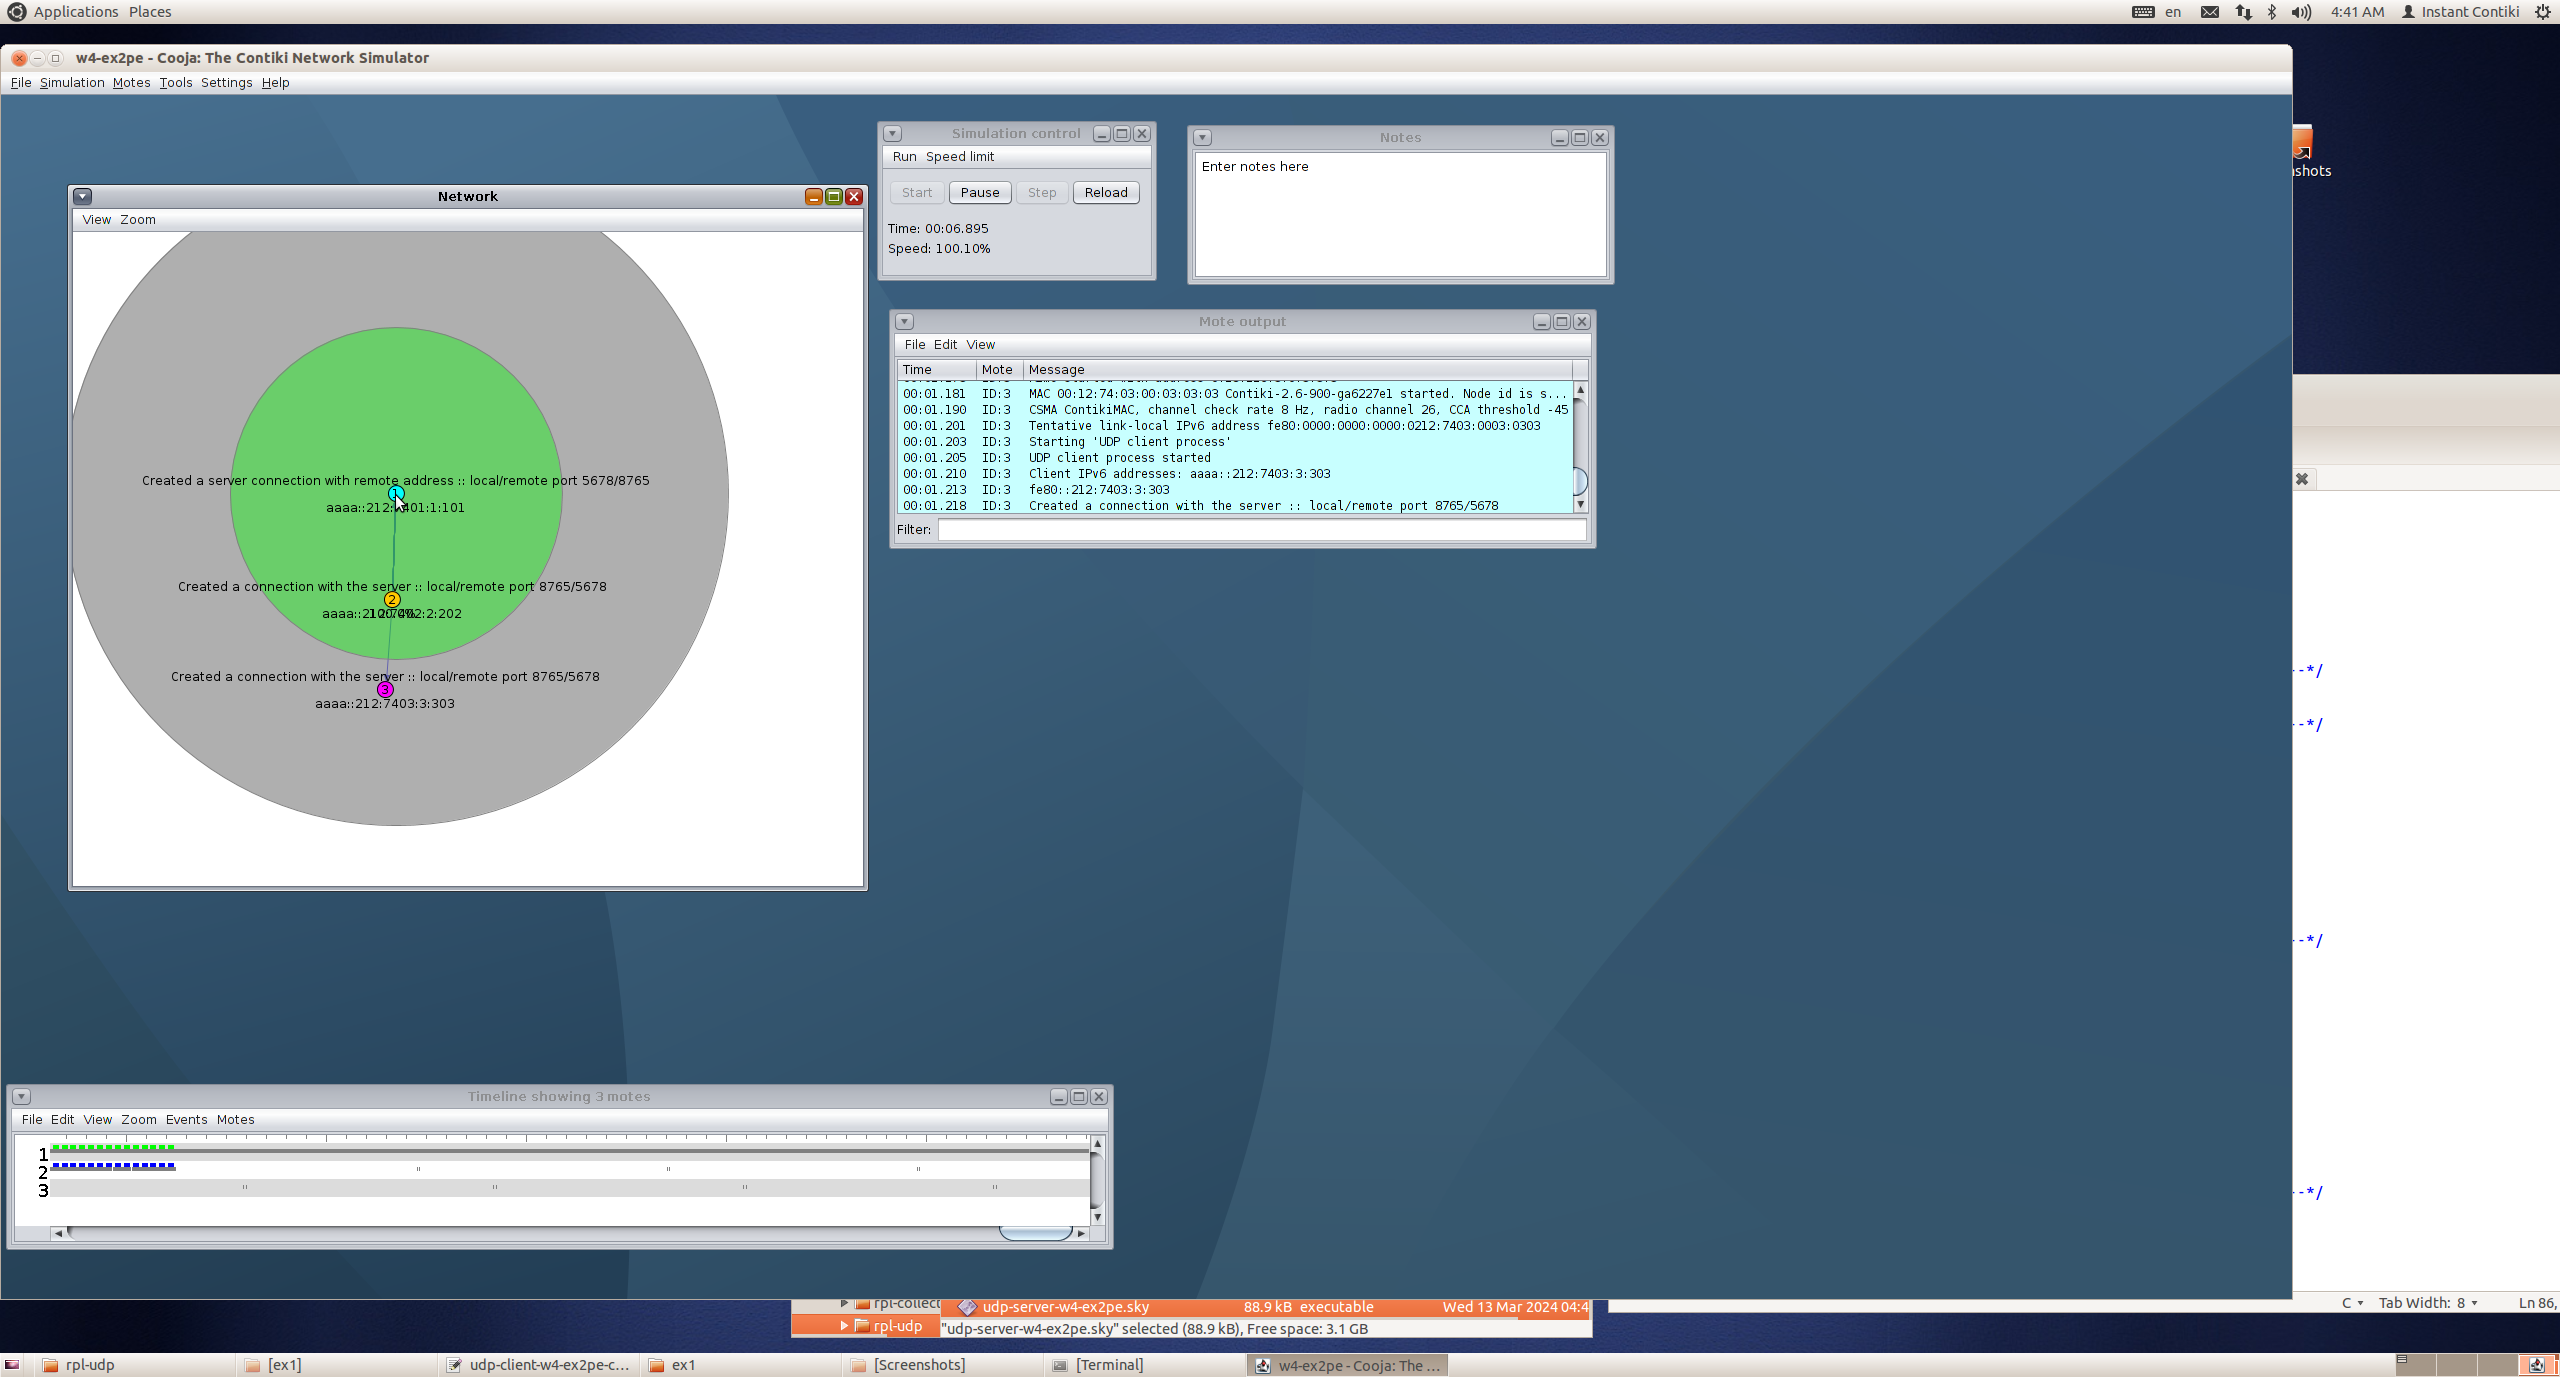 Applications Places
en 4:41 AM Instant Contiki
w4-ex2pe - Cooja: The Contiki Network Simulator
File Simulation Motes Tools Settings Help
Network
View Zoom
Created a server connection with remote address :: local/remote port 5678/8765
1
Created a connection with the server :: local/remote port 8765/5678
2
Created a connection with the server :: local/remote port 8765/5678
3
aaaa::212:7403:3:303
Simulation control
Run Speed limit
Start Pause Step Reload
Time: 00:06.895
Speed: 100.10%
Notes
Enter notes here
Mote output
File Edit View
Time Mote Message
00:01.181 ID:3 MAC 00:12:74:03:00:03:03:03 Contiki-2.6-900-ga6227e1 started. Node id is s...
00:01.190 ID:3 CSMA ContikiMAC, channel check rate 8 Hz, radio channel 26, CCA threshold -45
00:01.201 ID:3 Tentative link-local IPv6 address fe80:0000:0000:0000:0212:7403:0003:0303
00:01.203 ID:3 Starting 'UDP client process'
00:01.205 ID:3 UDP client process started
00:01.210 ID:3 Client IPv6 addresses: aaaa::212:7403:3:303
00:01.213 ID:3 fe80::212:7403:3:303
00:01.218 ID:3 Created a connection with the server :: local/remote port 8765/5678
Filter:
shots
--*/
--*/
--*/
--*/
Timeline showing 3 motes
File Edit View Zoom Events Motes
1
2
3
rpl-collect udp-server-w4-ex2pe.sky 88.9 kB executable Wed 13 Mar 2024 04:4
rpl-udp "udp-server-w4-ex2pe.sky" selected (88.9 kB), Free space: 3.1 GB
C Tab Width: 8 Ln 86,
rpl-udp [ex1] udp-client-w4-ex2pe-c... ex1 [Screenshots] [Terminal] w4-ex2pe - Cooja: The ...